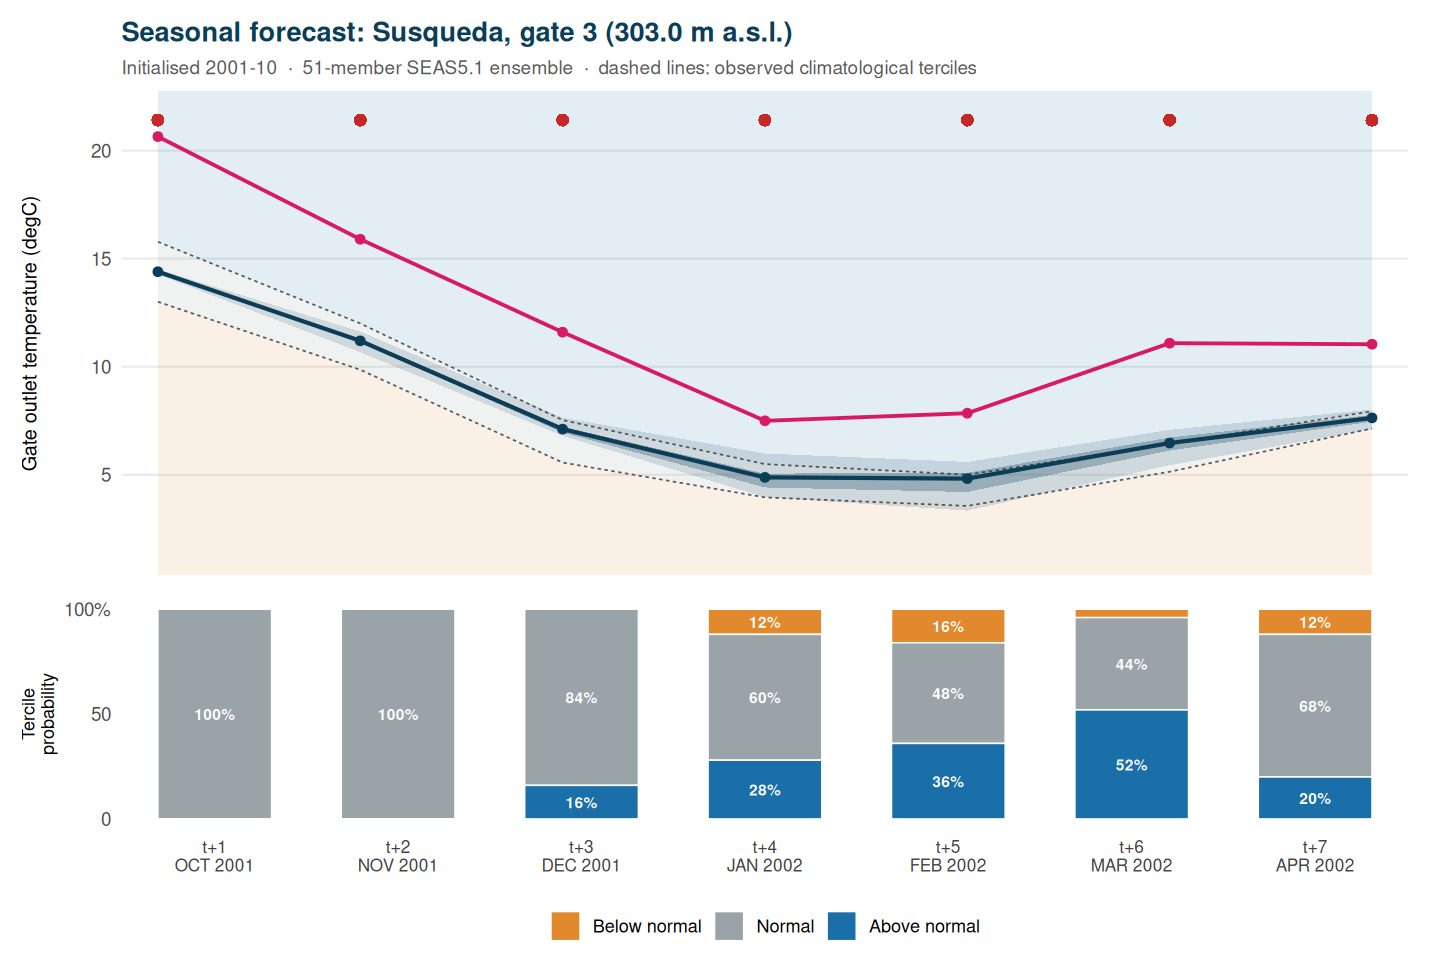 Seasonal forecast: Susqueda, gate 3 (303.0 m a.s.l.)
Initialised 2001-10 · 51-member SEAS5.1 ensemble · dashed lines: observed climatological terciles
Gate outlet temperature (degC)
20
15
10
5
Tercile
probability
100%
50
0
100%
100%
84%
16%
12%
60%
28%
16%
48%
36%
44%
52%
12%
68%
20%
t+1
OCT 2001
t+2
NOV 2001
t+3
DEC 2001
t+4
JAN 2002
t+5
FEB 2002
t+6
MAR 2002
t+7
APR 2002
Below normal
Normal
Above normal